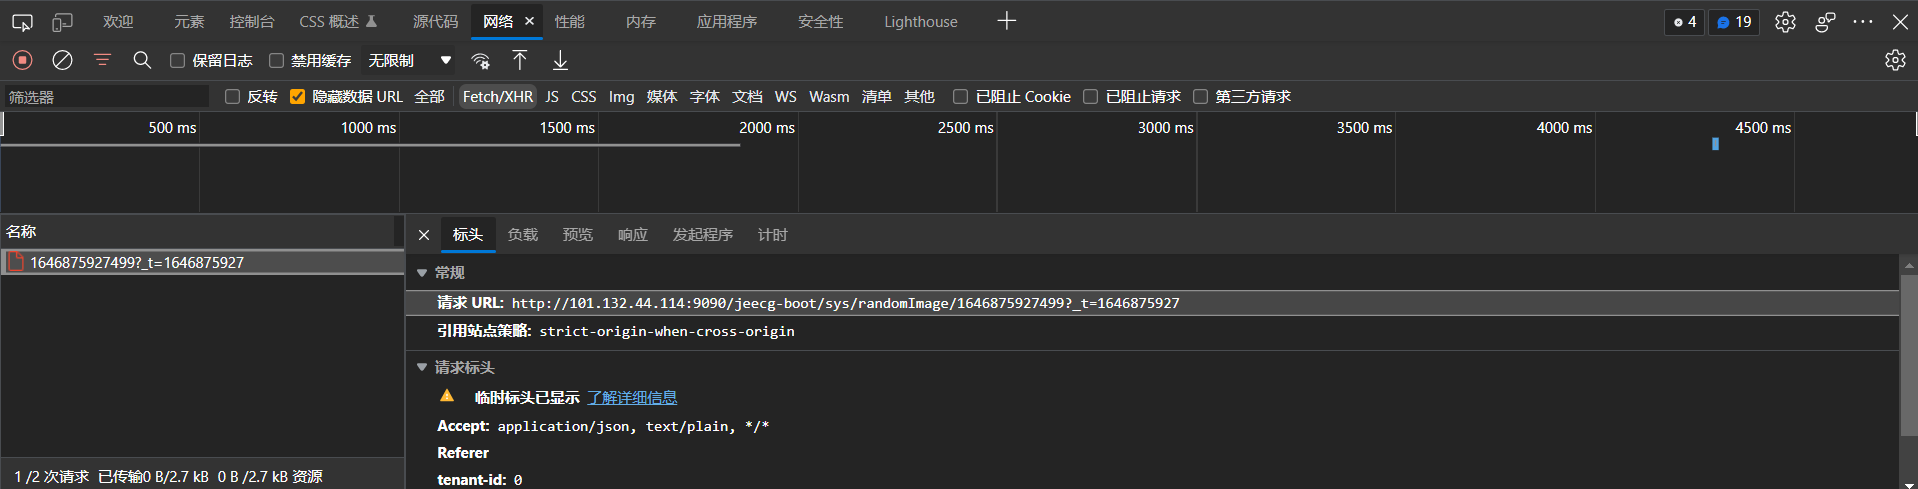 欢迎 元素 控制台 CSS 概述 源代码 网络 性能 内存 应用程序 安全性 Lighthouse 4 19
保留日志 禁用缓存 无限制
筛选器 反转 隐藏数据 URL 全部 Fetch/XHR JS CSS Img 媒体 字体 文档 WS Wasm 清单 其他 已阻止 Cookie 已阻止请求 第三方请求
500 ms 1000 ms 1500 ms 2000 ms 2500 ms 3000 ms 3500 ms 4000 ms 4500 ms
名称
1646875927499?_t=1646875927
1 /2 次请求 已传输0 B/2.7 kB 0 B /2.7 kB 资源
标头 负载 预览 响应 发起程序 计时
常规
请求 URL: http://101.132.44.114:9090/jeecg-boot/sys/randomImage/1646875927499?_t=1646875927
引用站点策略: strict-origin-when-cross-origin
请求标头
临时标头已显示 了解详细信息
Accept: application/json, text/plain, */*
Referer
tenant-id: 0